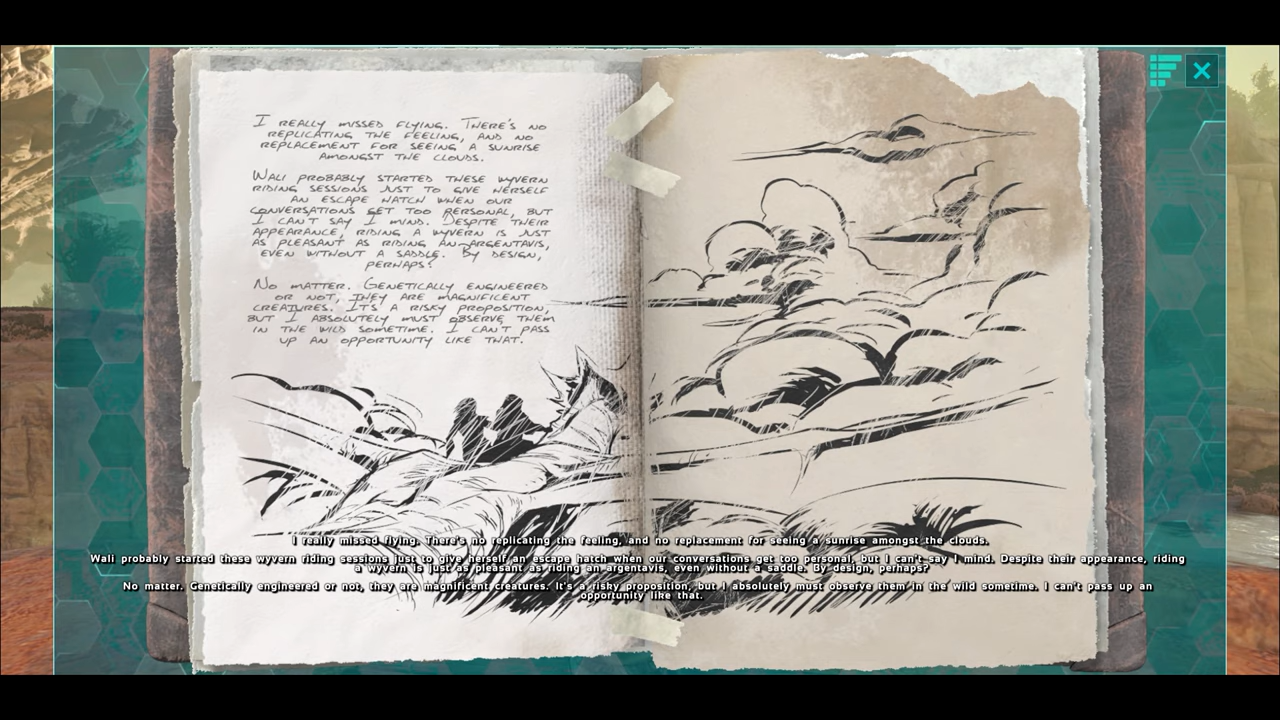 I REALLY MISSED FLYING. THERE'S NO
REPLICATING THE FEELING, AND NO
REPLACEMENT FOR SEEING A SUNRISE
AMONGST THE CLOUDS.
WALI PROBABLY STARTED THESE WYVERN
RIDING SESSIONS JUST TO GIVE HERSELF
AN ESCAPE HATCH WHEN OUR
CONVERSATIONS GET TOO PERSONAL, BUT
I CAN'T SAY I MIND. DESPITE THEIR
APPEARANCE, RIDING A WYVERN IS JUST
AS PLEASANT AS RIDING AN ARGENTAVIS,
EVEN WITHOUT A SADDLE. BY DESIGN,
PERHAPS?
NO MATTER. GENETICALLY ENGINEERED
OR NOT, THEY ARE MAGNIFICENT
CREATURES. IT'S A RISKY PROPOSITION,
BUT I ABSOLUTELY MUST OBSERVE THEM
IN THE WILD SOMETIME. I CAN'T PASS
UP AN OPPORTUNITY LIKE THAT.
I really missed flying. There's no replicating the feeling, and no replacement for seeing a sunrise amongst the clouds.
Wali probably started these wyvern riding sessions just to give herself an escape hatch when our conversations get too personal, but I can't say I mind. Despite their appearance, riding
a wyvern is just as pleasant as riding an argentavis, even without a saddle. By design, perhaps?
No matter. Genetically engineered or not, they are magnificent creatures. It's a risky proposition, but I absolutely must observe them in the wild sometime. I can't pass up an
opportunity like that.